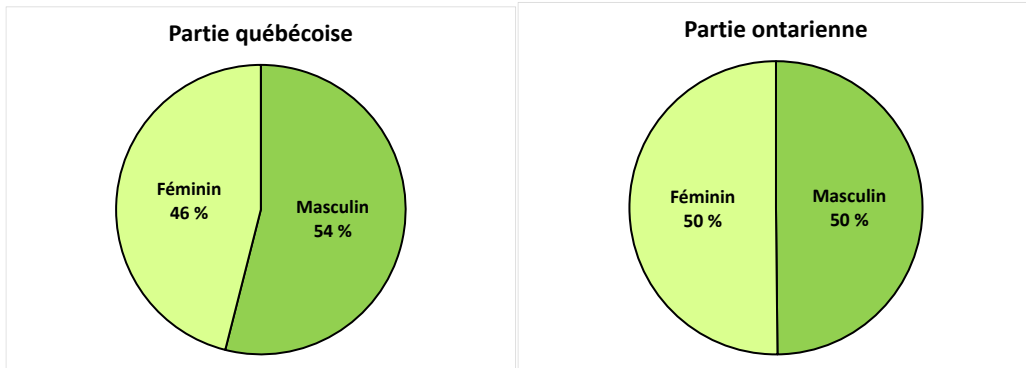 Partie québécoise
Féminin
46 %
Masculin
54 %
Partie ontarienne
Féminin
50 %
Masculin
50 %